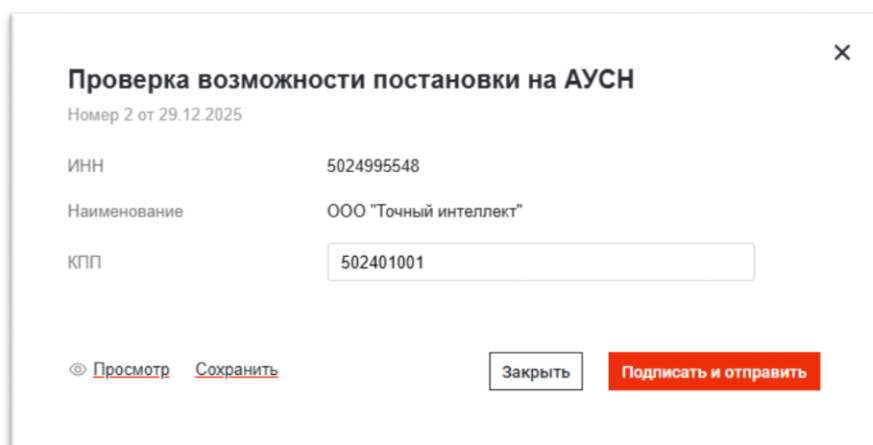 Проверка возможности постановки на АУСН
Номер 2 от 29.12.2025
ИНН 5024995548
Наименование ООО "Точный интеллект"
КПП 502401001
Просмотр Сохранить Закрыть Подписать и отправить